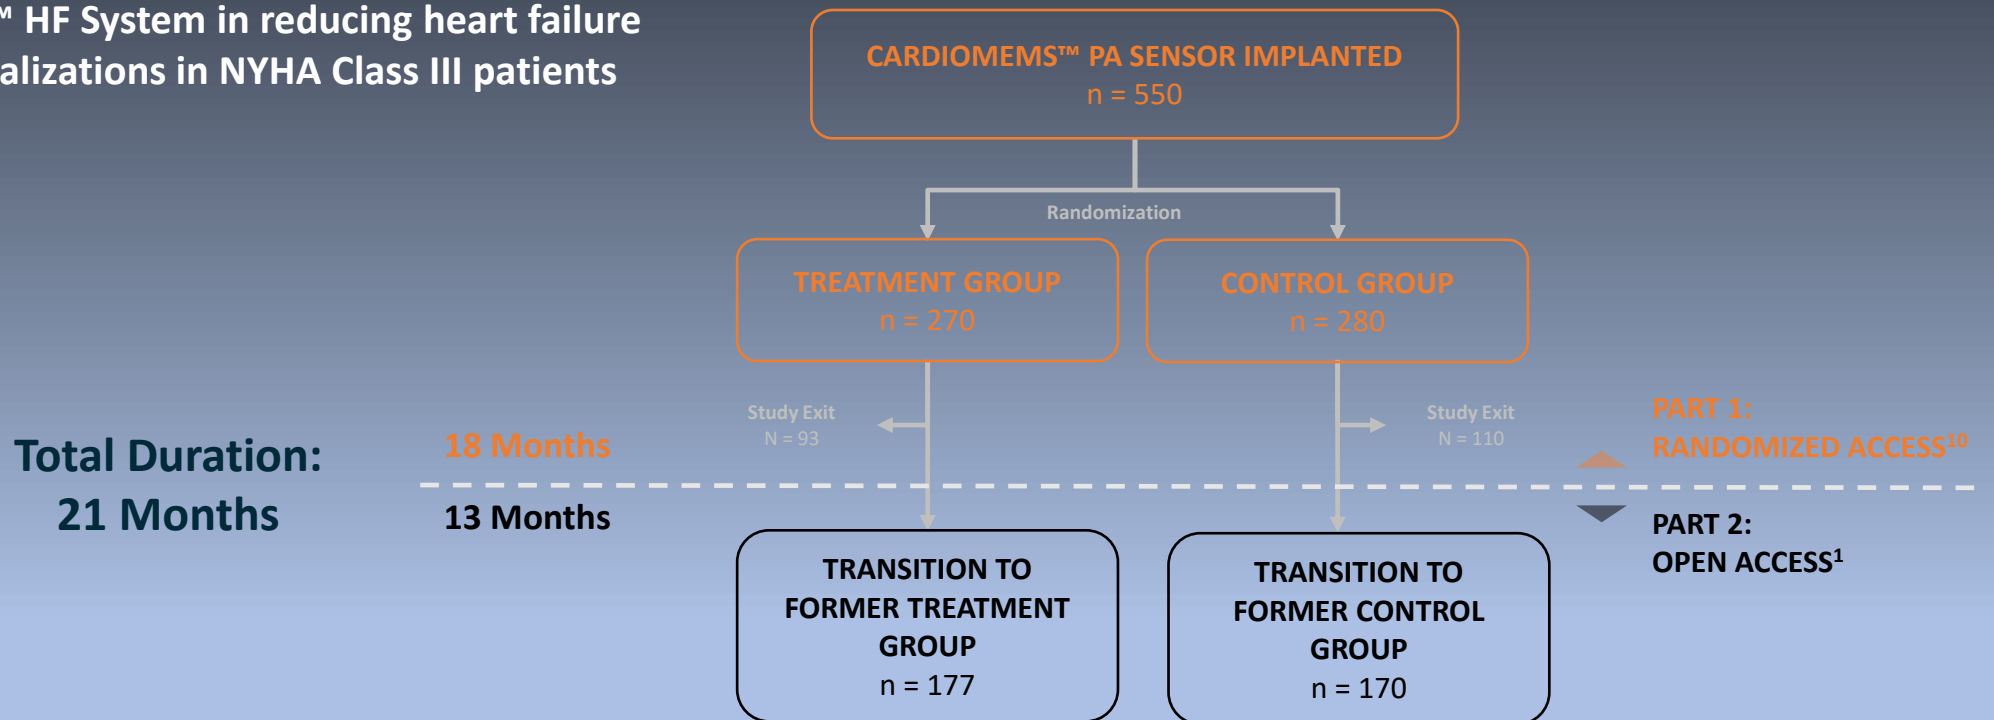 ™ HF System in reducing heart failure
alizations in NYHA Class III patients
CARDIOMEMS™ PA SENSOR IMPLANTED
n = 550
Randomization
TREATMENT GROUP
n = 270
CONTROL GROUP
n = 280
Study Exit
N = 93
Study Exit
N = 110
PART 1:
RANDOMIZED ACCESS¹⁰
Total Duration:
21 Months
18 Months
13 Months
PART 2:
OPEN ACCESS¹
TRANSITION TO
FORMER TREATMENT
GROUP
n = 177
TRANSITION TO
FORMER CONTROL
GROUP
n = 170